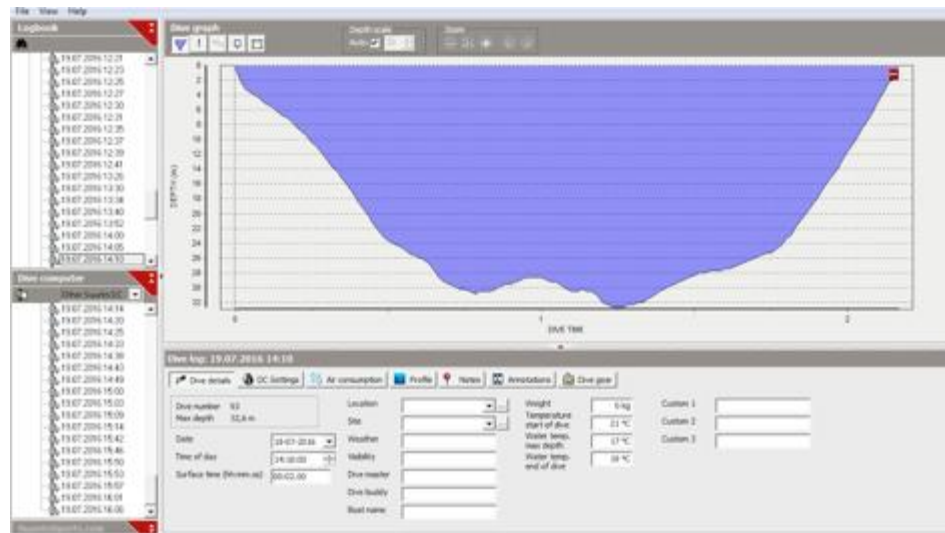 File View Help
Logbook
19.07.2016 12:21
19.07.2016 12:23
19.07.2016 12:25
19.07.2016 12:27
19.07.2016 12:30
19.07.2016 12:31
19.07.2016 12:35
19.07.2016 12:37
19.07.2016 12:39
19.07.2016 12:41
19.07.2016 13:26
19.07.2016 13:30
19.07.2016 13:34
19.07.2016 13:40
19.07.2016 13:52
19.07.2016 14:00
19.07.2016 14:05
19.07.2016 14:10
Dive computer
19.07.2016 14:14
19.07.2016 14:20
19.07.2016 14:25
19.07.2016 14:33
19.07.2016 14:38
19.07.2016 14:43
19.07.2016 14:49
19.07.2016 15:00
19.07.2016 15:03
19.07.2016 15:09
19.07.2016 15:14
19.07.2016 15:42
19.07.2016 15:46
19.07.2016 15:50
19.07.2016 15:53
19.07.2016 15:57
19.07.2016 16:01
19.07.2016 16:06
Dive graph
Depth scale
Auto
Zoom
DEPTH (m)
0
2
4
6
8
10
12
14
16
18
20
22
24
26
28
30
32
0 1 2
DIVE TIME
Dive log: 19.07.2016 14:10
Dive details DC Settings Air consumption Profile Notes Annotations Dive gear
Dive number 63
Max depth 32,6 m
Date 19-07-2016
Time of day 14:10:00
Surface time (hh:mm:ss) 00:02:00
Location
Site
Weather
Visibility
Dive master
Dive buddy
Boat name
Weight 0 kg
Temperature start of dive 21 °C
Water temp. max depth 17 °C
Water temp. end of dive 18 °C
Custom 1
Custom 2
Custom 3